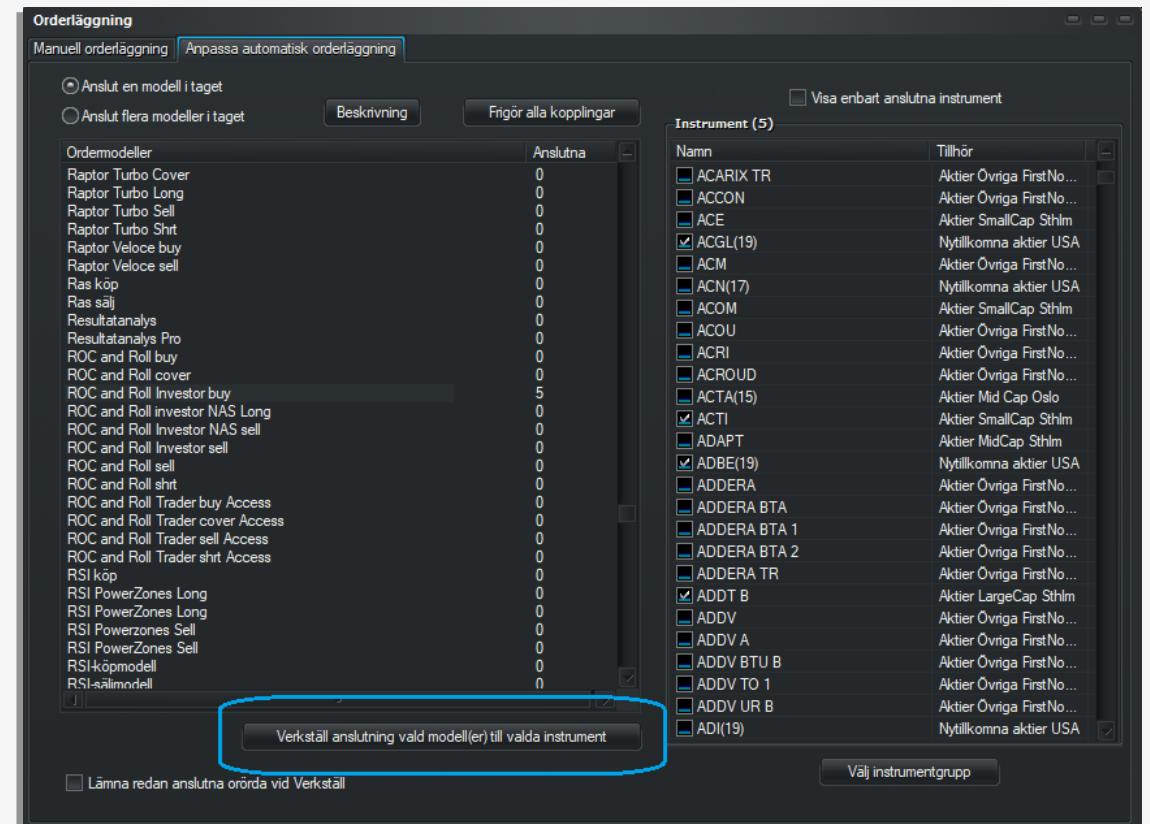 Orderläggning
Manuell orderläggning Anpassa automatisk orderläggning
Anslut en modell i taget
Anslut flera modeller i taget
Beskrivning
Frigör alla kopplingar
Visa enbart anslutna instrument
Ordermodeller Anslutna
Raptor Turbo Cover 0
Raptor Turbo Long 0
Raptor Turbo Sell 0
Raptor Turbo Shrt 0
Raptor Veloce buy 0
Raptor Veloce sell 0
Ras köp 0
Ras sälj 0
Resultatanalys 0
Resultatanalys Pro 0
ROC and Roll buy 0
ROC and Roll cover 0
ROC and Roll Investor buy 5
ROC and Roll investor NAS Long 0
ROC and Roll Investor NAS sell 0
ROC and Roll Investor sell 0
ROC and Roll sell 0
ROC and Roll shrt 0
ROC and Roll Trader buy Access 0
ROC and Roll Trader cover Access 0
ROC and Roll Trader sell Access 0
ROC and Roll Trader shrt Access 0
RSI köp 0
RSI PowerZones Long 0
RSI PowerZones Long 0
RSI Powerzones Sell 0
RSI PowerZones Sell 0
RSI-köpmodell 0
RSI-säljmodell 0
Verkställ anslutning vald modell(er) till valda instrument
Lämna redan anslutna orörda vid Verkställ
Instrument (5)
Namn Tillhör
ACARIX TR Aktier Övriga FirstNo...
ACCON Aktier Övriga FirstNo...
ACE Aktier SmallCap Sthlm
ACGL(19) Nytillkomna aktier USA
ACM Aktier Övriga FirstNo...
ACN(17) Nytillkomna aktier USA
ACOM Aktier SmallCap Sthlm
ACOU Aktier Övriga FirstNo...
ACRI Aktier Övriga FirstNo...
ACROUD Aktier Övriga FirstNo...
ACTA(15) Aktier Mid Cap Oslo
ACTI Aktier SmallCap Sthlm
ADAPT Aktier MidCap Sthlm
ADBE(19) Nytillkomna aktier USA
ADDERA Aktier Övriga FirstNo...
ADDERA BTA Aktier Övriga FirstNo...
ADDERA BTA 1 Aktier Övriga FirstNo...
ADDERA BTA 2 Aktier Övriga FirstNo...
ADDERA TR Aktier Övriga FirstNo...
ADDT B Aktier LargeCap Sthlm
ADDV Aktier Övriga FirstNo...
ADDV A Aktier Övriga FirstNo...
ADDV BTU B Aktier Övriga FirstNo...
ADDV TO 1 Aktier Övriga FirstNo...
ADDV UR B Aktier Övriga FirstNo...
ADI(19) Nytillkomna aktier USA
Välj instrumentgrupp